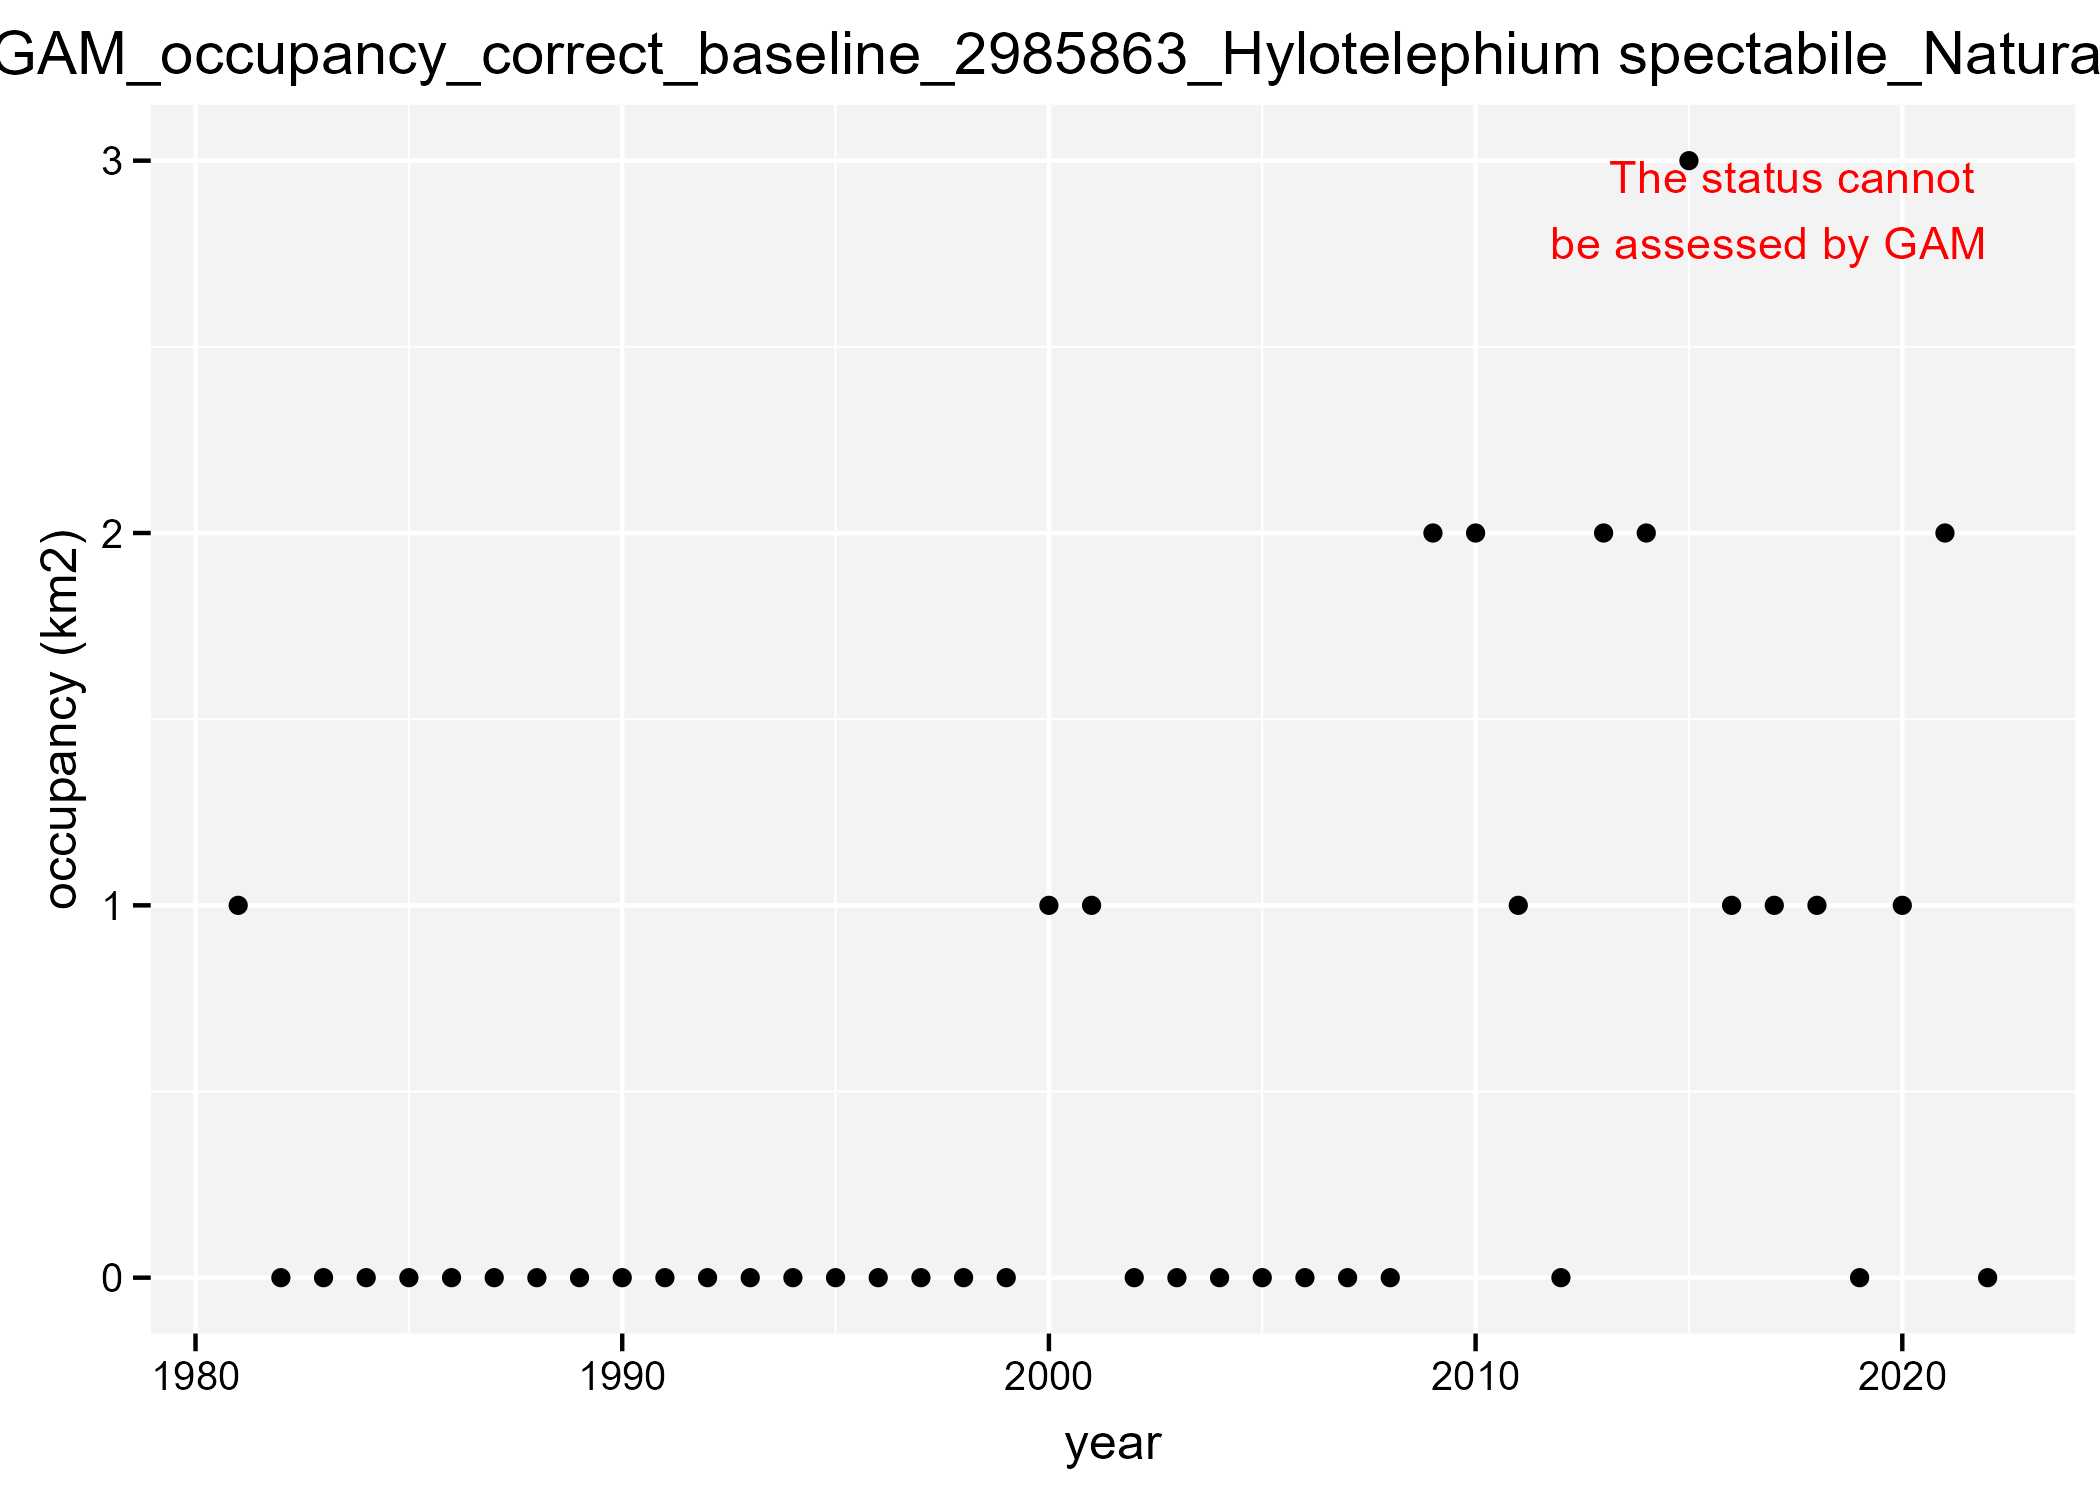 GAM_occupancy_correct_baseline_2985863_Hylotelephium spectabile_Natura
3
The status cannot
be assessed by GAM
2
occupancy (km2)
1
0
1980 1990 2000 2010 2020
year